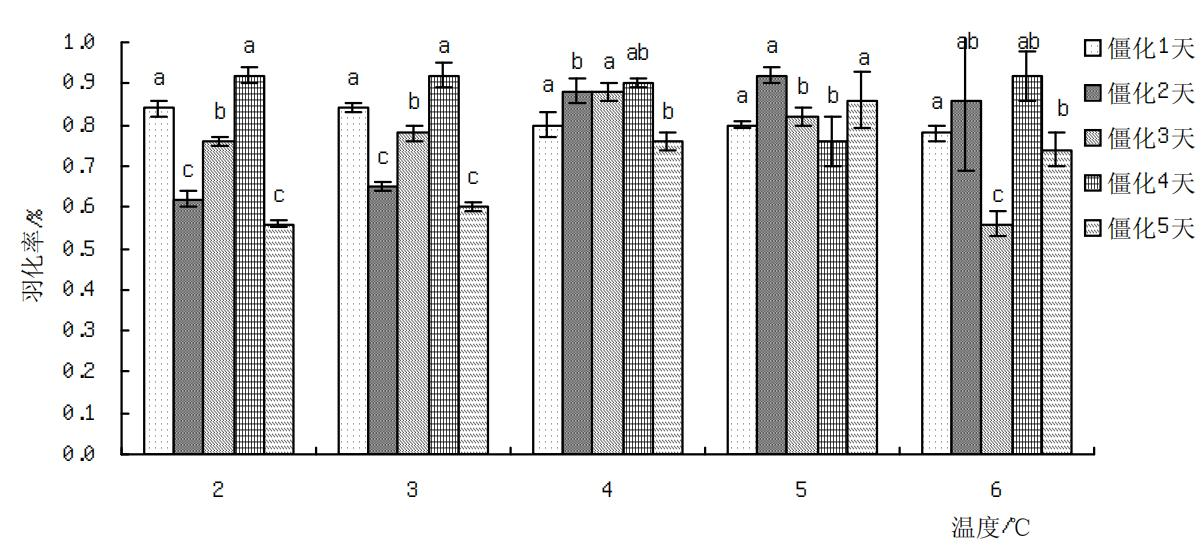 羽化率/%
1.0
0.9
0.8
0.7
0.6
0.5
0.4
0.3
0.2
0.1
0.0
a c b a c
a c b a c
a b a ab b
a a b b a
a ab c ab b
2 3 4 5 6
温度/℃
僵化1天
僵化2天
僵化3天
僵化4天
僵化5天